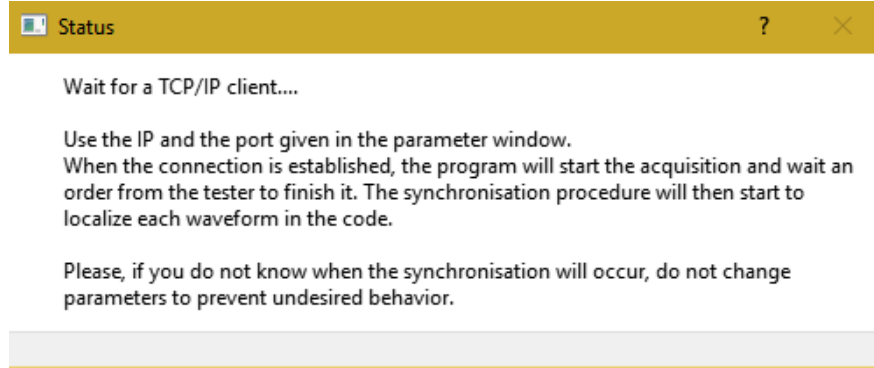 Status
?
Wait for a TCP/IP client....
Use the IP and the port given in the parameter window.
When the connection is established, the program will start the acquisition and wait an
order from the tester to finish it. The synchronisation procedure will then start to
localize each waveform in the code.
Please, if you do not know when the synchronisation will occur, do not change
parameters to prevent undesired behavior.